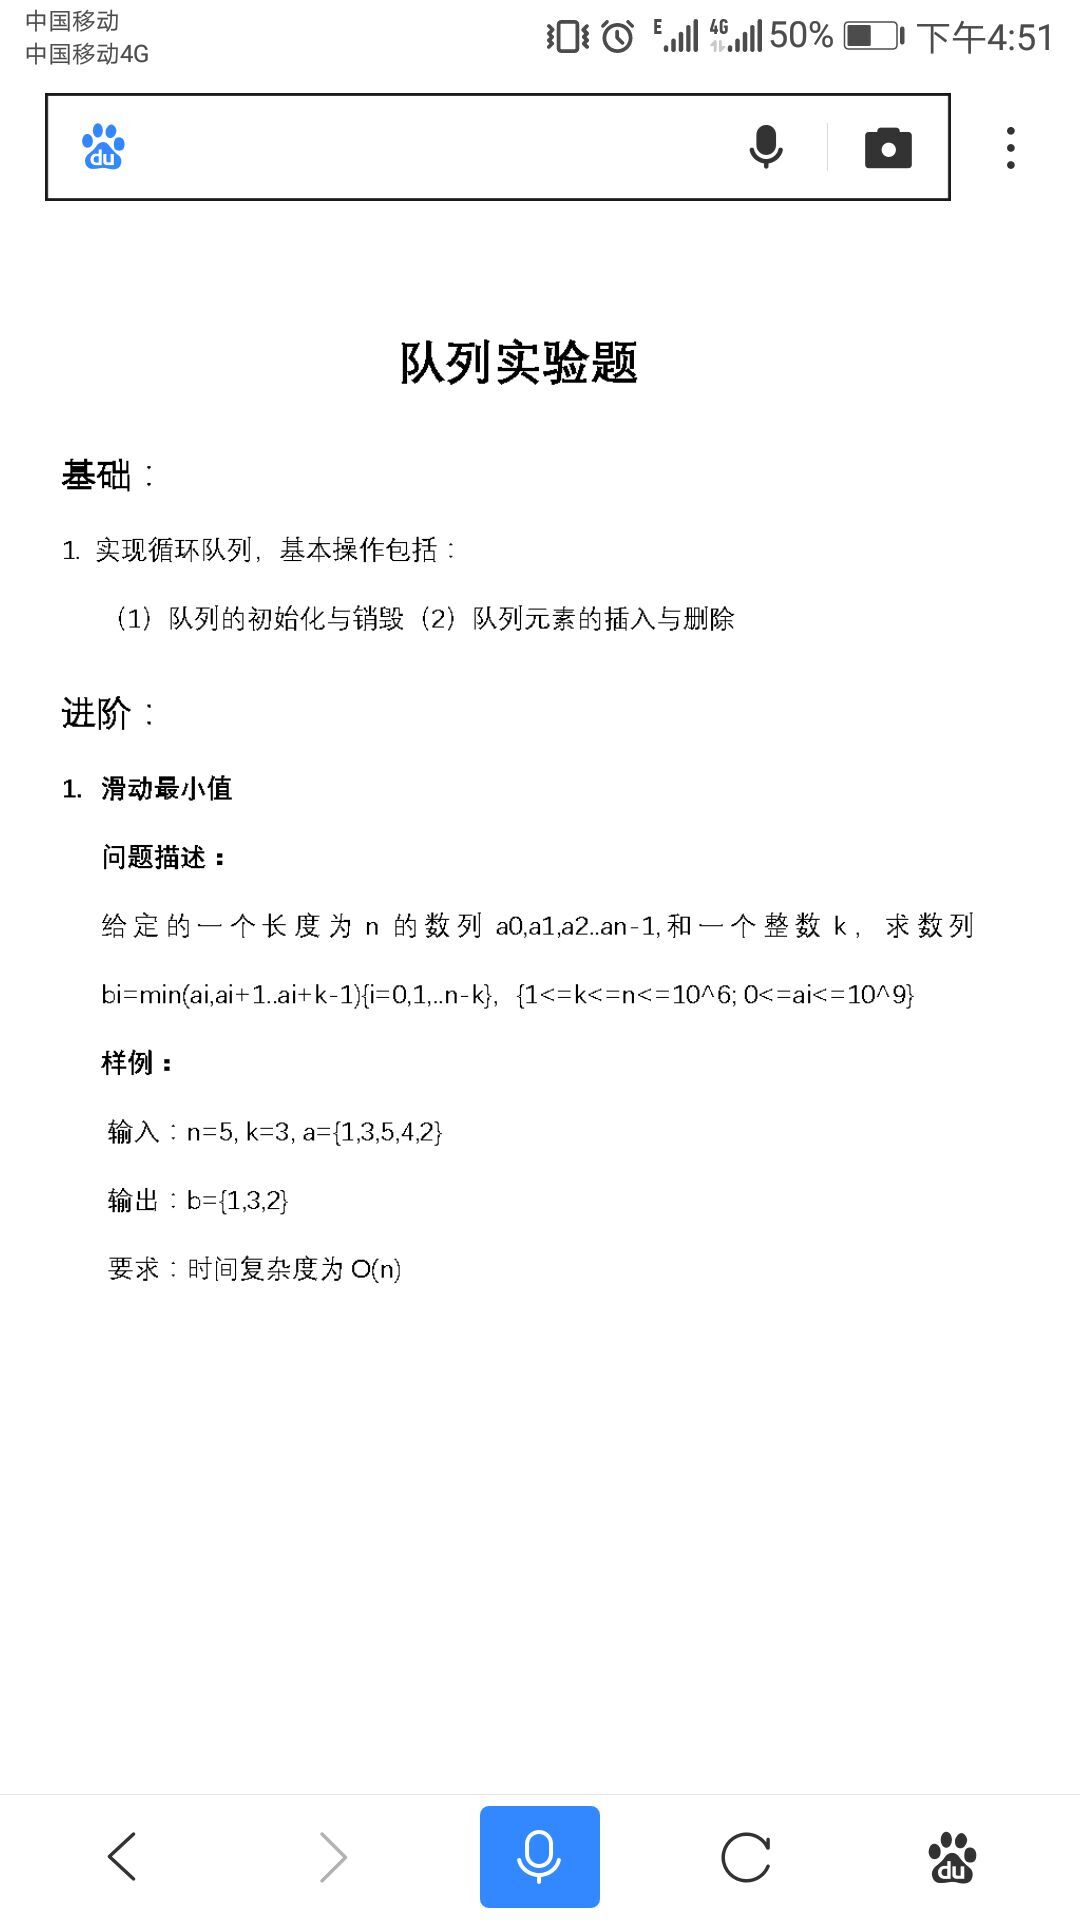 中国移动
中国移动4G
E 4G 50% 下午4:51
du
队列实验题
基础：
1. 实现循环队列，基本操作包括：
（1）队列的初始化与销毁（2）队列元素的插入与删除
进阶：
1. 滑动最小值
问题描述：
给定的一个长度为 n 的数列 a0,a1,a2..an-1,和一个整数 k，求数列
bi=min(ai,ai+1..ai+k-1){i=0,1,..n-k}，{1<=k<=n<=10^6; 0<=ai<=10^9}
样例：
输入：n=5, k=3, a={1,3,5,4,2}
输出：b={1,3,2}
要求：时间复杂度为 O(n)
du